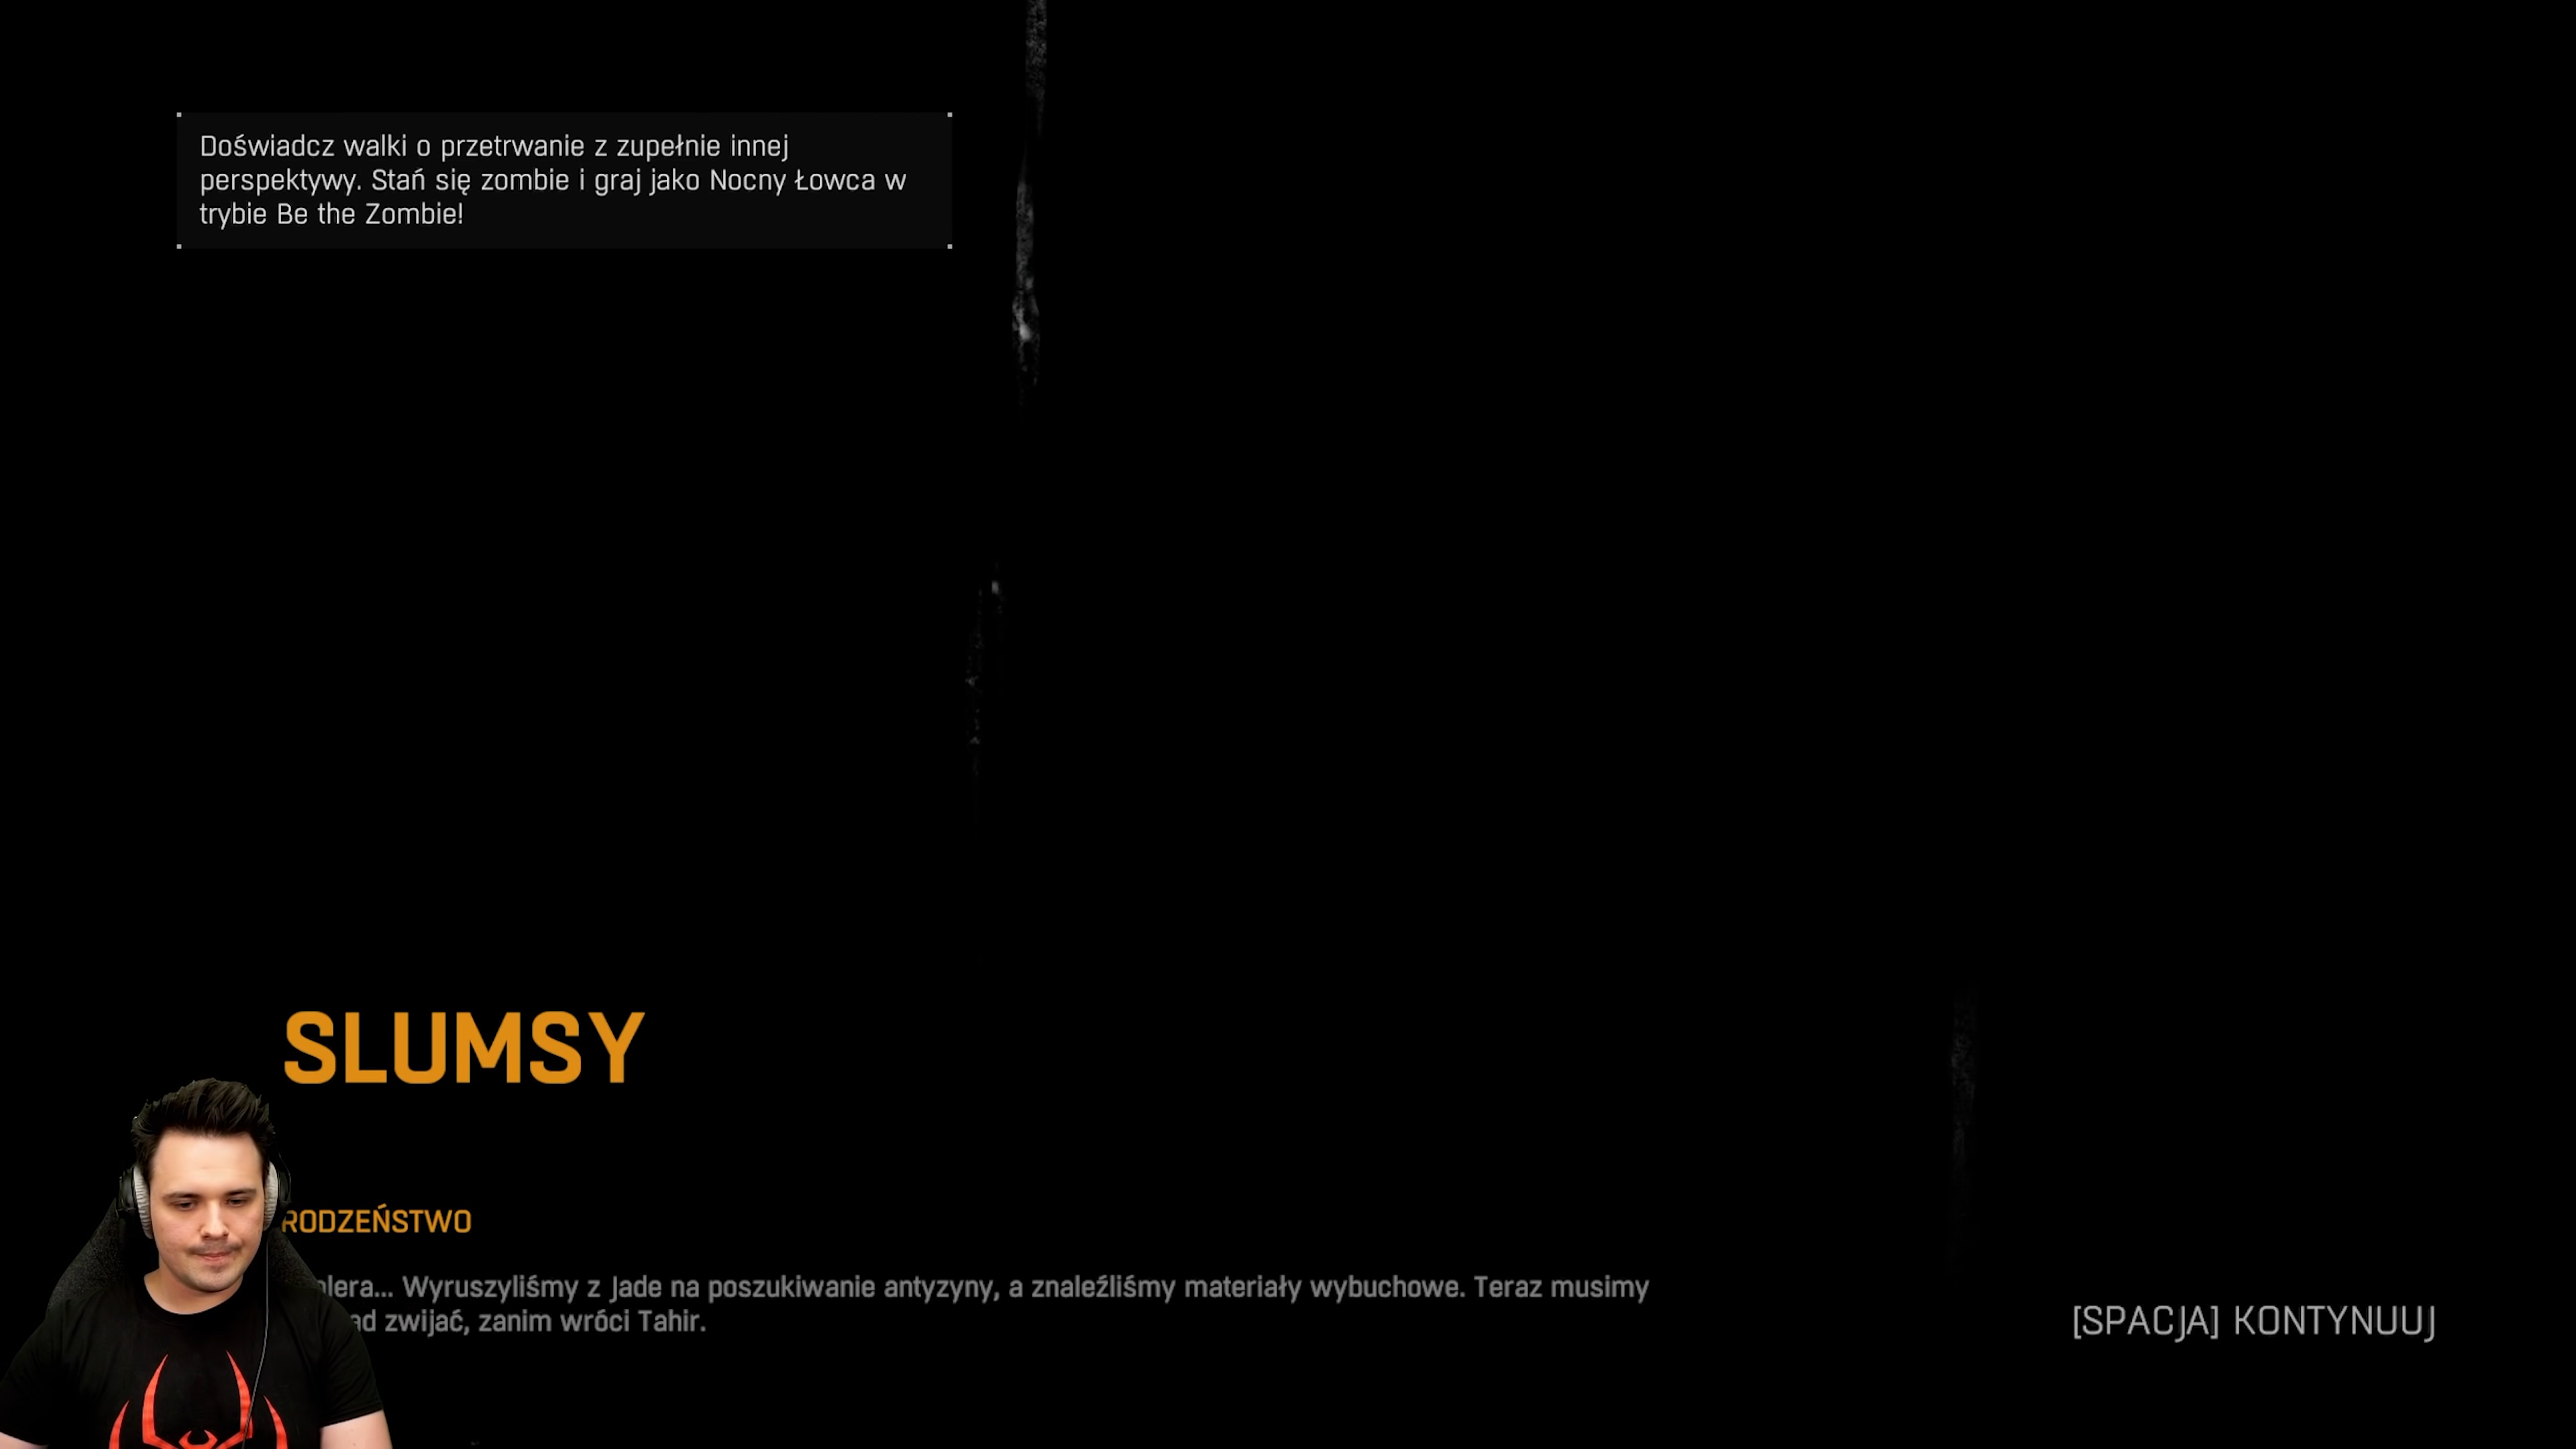 Doświadcz walki o przetrwanie z zupełnie innej
perspektywy. Stań się zombie i graj jako Nocny Łowca w
trybie Be the Zombie!
SLUMSY
RODZEŃSTWO
Wyruszyliśmy z Jade na poszukiwanie antyzyny, a znaleźliśmy materiały wybuchowe. Teraz musimy
zwijać, zanim wróci Tahir.
[SPACJA] KONTYNUUJ